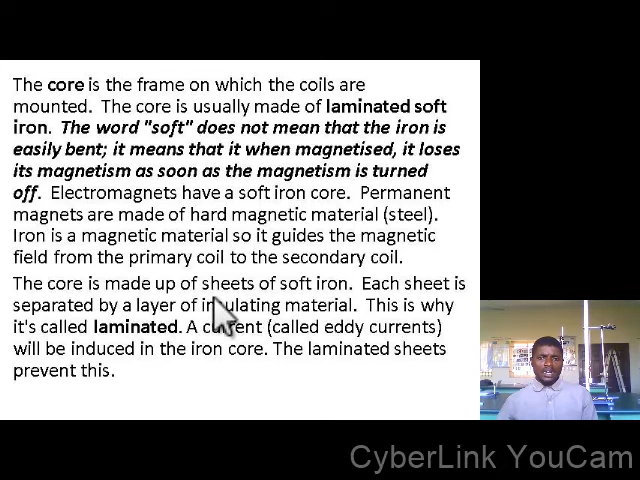 The core is the frame on which the coils are
mounted. The core is usually made of laminated soft
iron. The word "soft" does not mean that the iron is
easily bent; it means that it when magnetised, it loses
its magnetism as soon as the magnetism is turned
off. Electromagnets have a soft iron core. Permanent
magnets are made of hard magnetic material (steel).
Iron is a magnetic material so it guides the magnetic
field from the primary coil to the secondary coil.
The core is made up of sheets of soft iron. Each sheet is
separated by a layer of insulating material. This is why
it's called laminated. A current (called eddy currents)
will be induced in the iron core. The laminated sheets
prevent this.
CyberLink YouCam